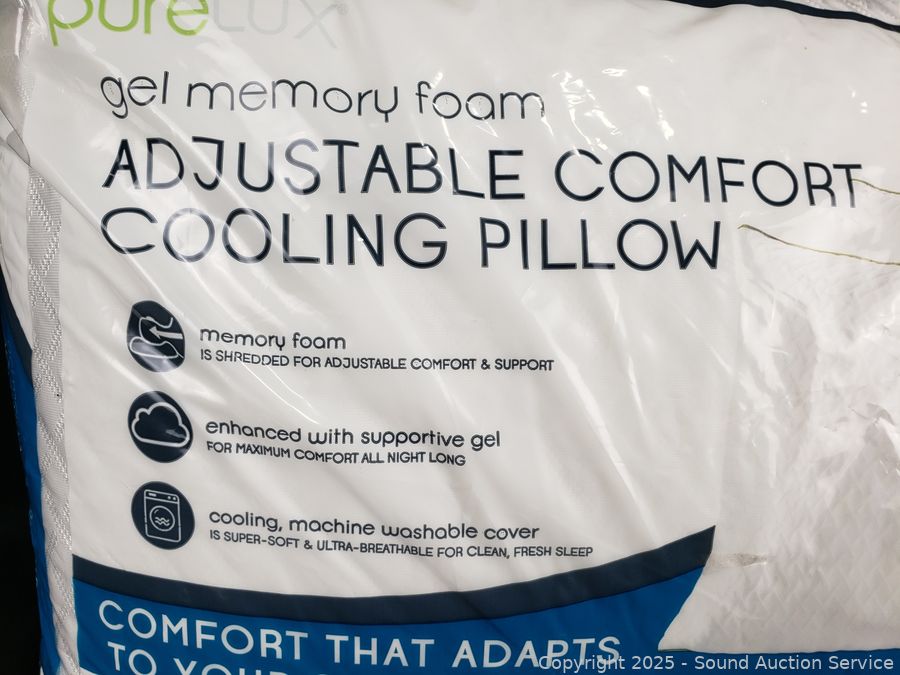 pureLux®
gel memory foam
ADJUSTABLE COMFORT
COOLING PILLOW
memory foam
IS SHREDDED FOR ADJUSTABLE COMFORT & SUPPORT
enhanced with supportive gel
FOR MAXIMUM COMFORT ALL NIGHT LONG
cooling, machine washable cover
IS SUPER-SOFT & ULTRA-BREATHABLE FOR CLEAN, FRESH SLEEP
COMFORT THAT ADAPTS
TO YOUR
Copyright 2025 - Sound Auction Service